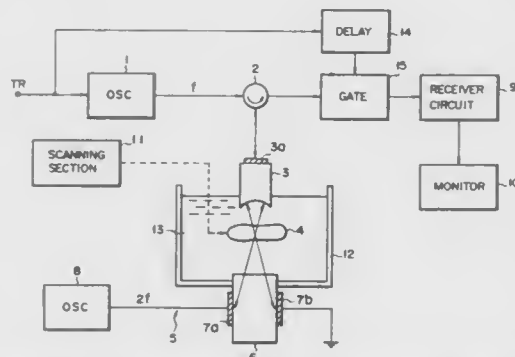 DELAY
14
TR
1
OSC
f
2
15
GATE
RECEIVER
CIRCUIT
9
11
SCANNING
SECTION
3a
3
MONITOR
10
4
13
12
8
OSC
2f
5
7a
7b
6